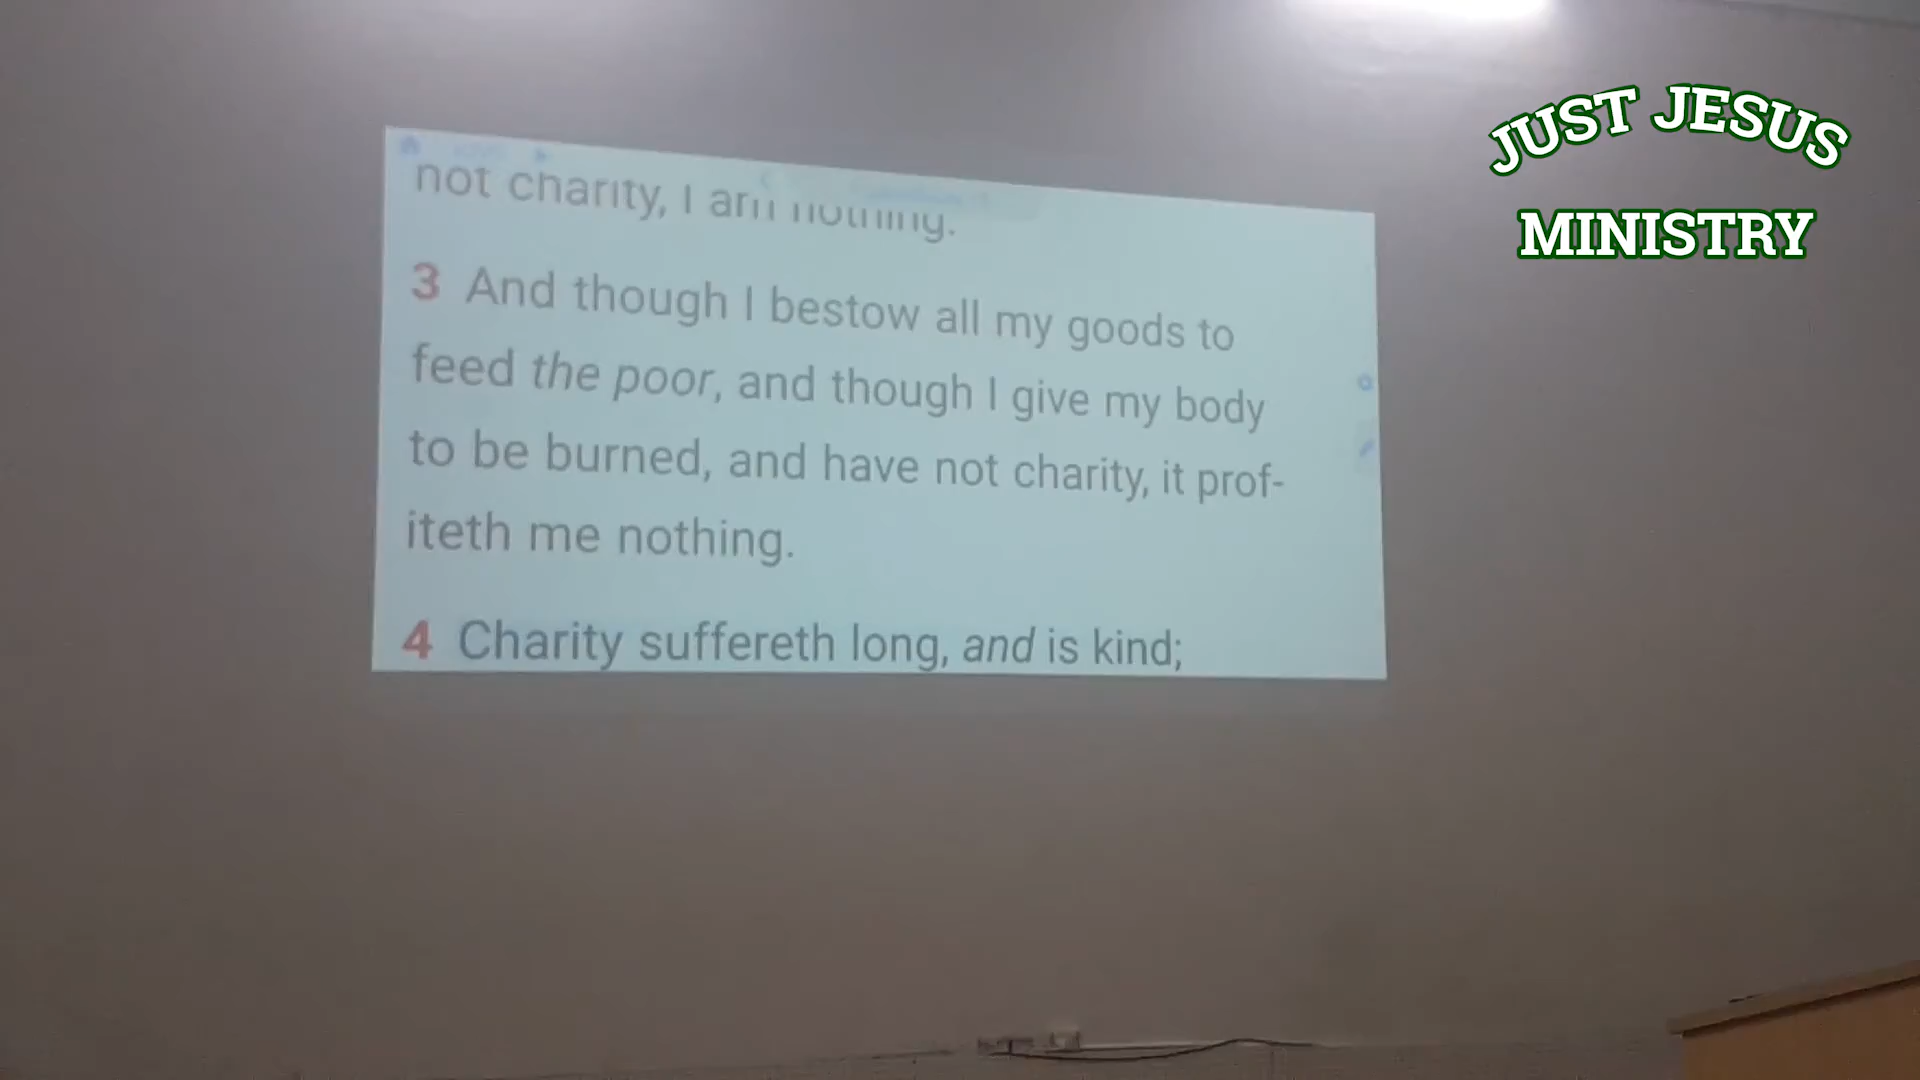 not charity, I am nothing.
3 And though I bestow all my goods to
feed the poor, and though I give my body
to be burned, and have not charity, it prof-
iteth me nothing.
4 Charity suffereth long, and is kind;
JUST JESUS
MINISTRY